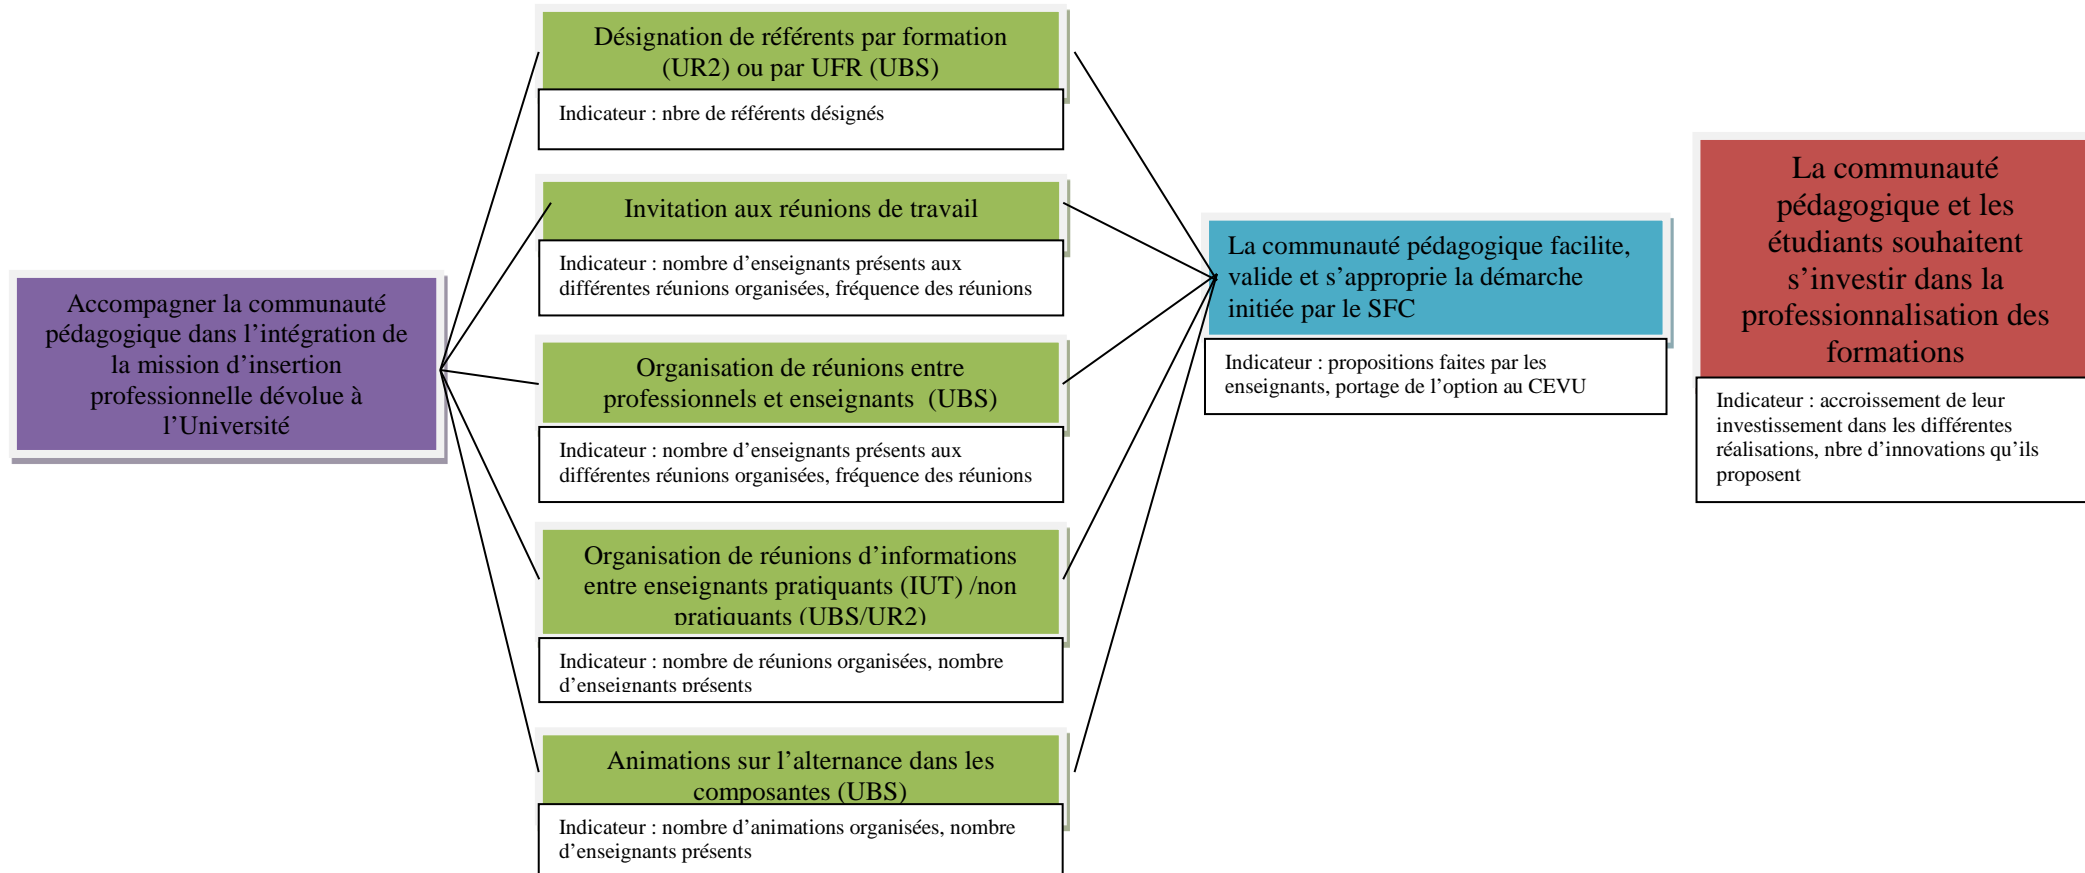 Accompagner la communauté
pédagogique dans l’intégration de
la mission d’insertion
professionnelle dévolue à
l’Université
Désignation de référents par formation
(UR2) ou par UFR (UBS)
Indicateur : nbre de référents désignés
Invitation aux réunions de travail
Indicateur : nombre d’enseignants présents aux
différentes réunions organisées, fréquence des réunions
Organisation de réunions entre
professionnels et enseignants (UBS)
Indicateur : nombre d’enseignants présents aux
différentes réunions organisées, fréquence des réunions
Organisation de réunions d’informations
entre enseignants pratiquants (IUT) /non
pratiquants (UBS/UR2)
Indicateur : nombre de réunions organisées, nombre
d’enseignants présents
Animations sur l’alternance dans les
composantes (UBS)
Indicateur : nombre d’animations organisées, nombre
d’enseignants présents
La communauté pédagogique facilite,
valide et s’approprie la démarche
initiée par le SFC
Indicateur : propositions faites par les
enseignants, portage de l’option au CEVU
La communauté
pédagogique et les
étudiants souhaitent
s’investir dans la
professionnalisation des
formations
Indicateur : accroissement de leur
investissement dans les différentes
réalisations, nbre d’innovations qu’ils
proposent